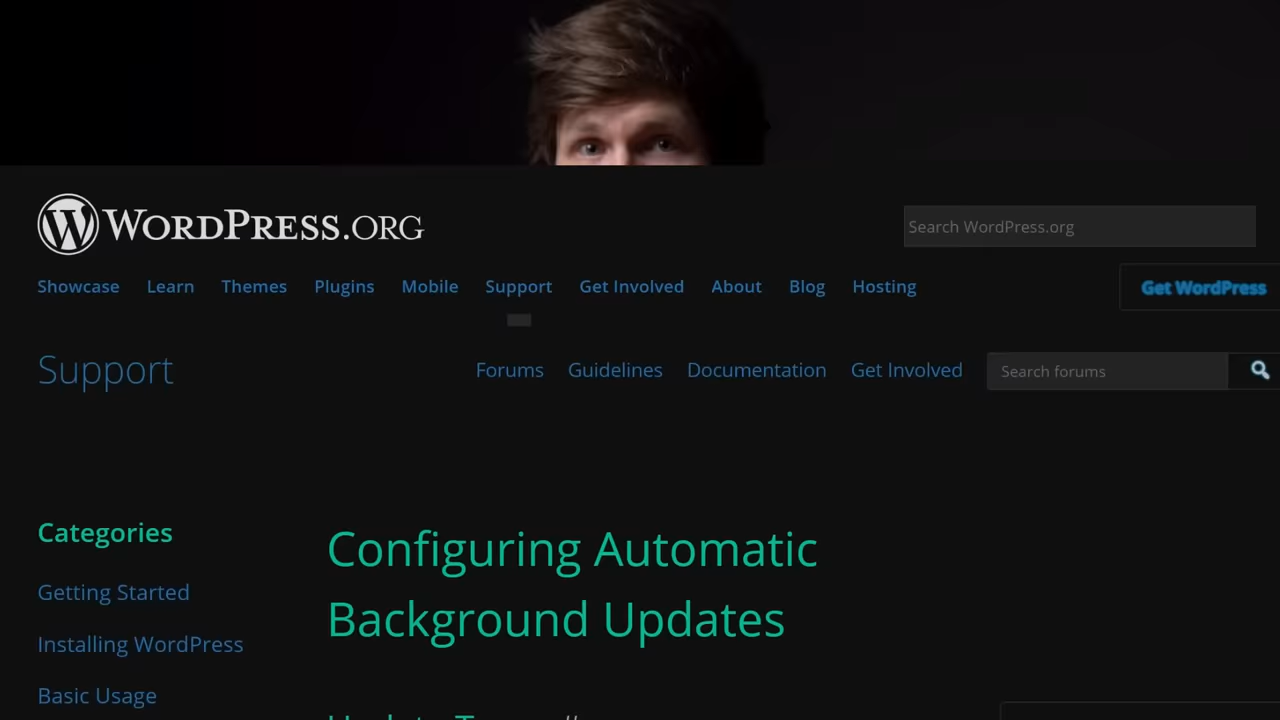 WORDPRESS.ORG
Search WordPress.org
Showcase Learn Themes Plugins Mobile Support Get Involved About Blog Hosting Get WordPress
Support Forums Guidelines Documentation Get Involved Search forums
Categories
Configuring Automatic
Background Updates
Getting Started
Installing WordPress
Basic Usage